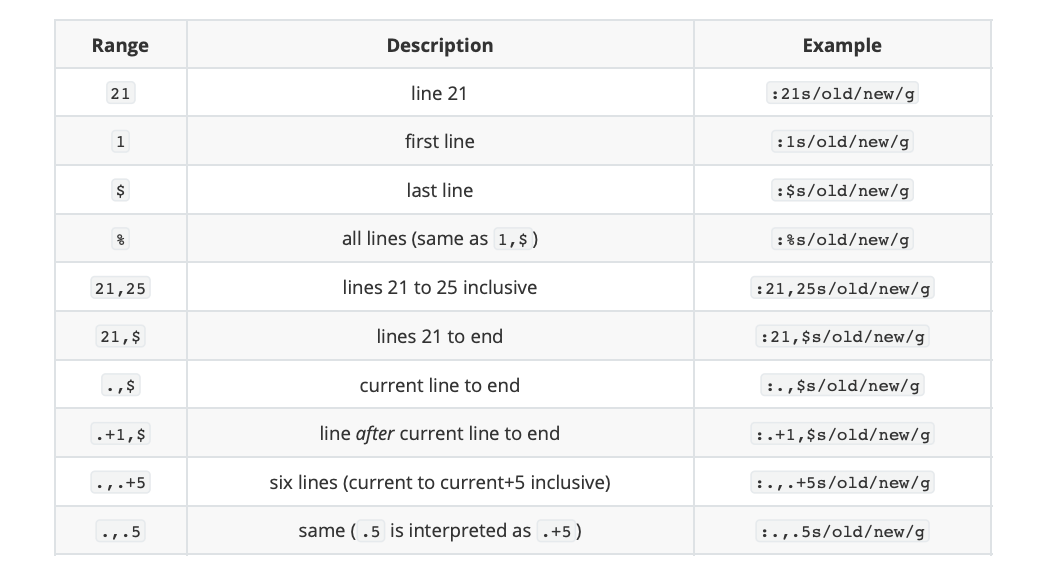 Range Description Example
21 line 21 :21s/old/new/g
1 first line :1s/old/new/g
$ last line :$s/old/new/g
% all lines (same as 1,$ ) :%s/old/new/g
21,25 lines 21 to 25 inclusive :21,25s/old/new/g
21,$ lines 21 to end :21,$s/old/new/g
.,$ current line to end :.,$s/old/new/g
.+1,$ line after current line to end :.+1,$s/old/new/g
.,.+5 six lines (current to current+5 inclusive) :.,.+5s/old/new/g
.,.5 same ( .5 is interpreted as .+5 ) :.,.5s/old/new/g